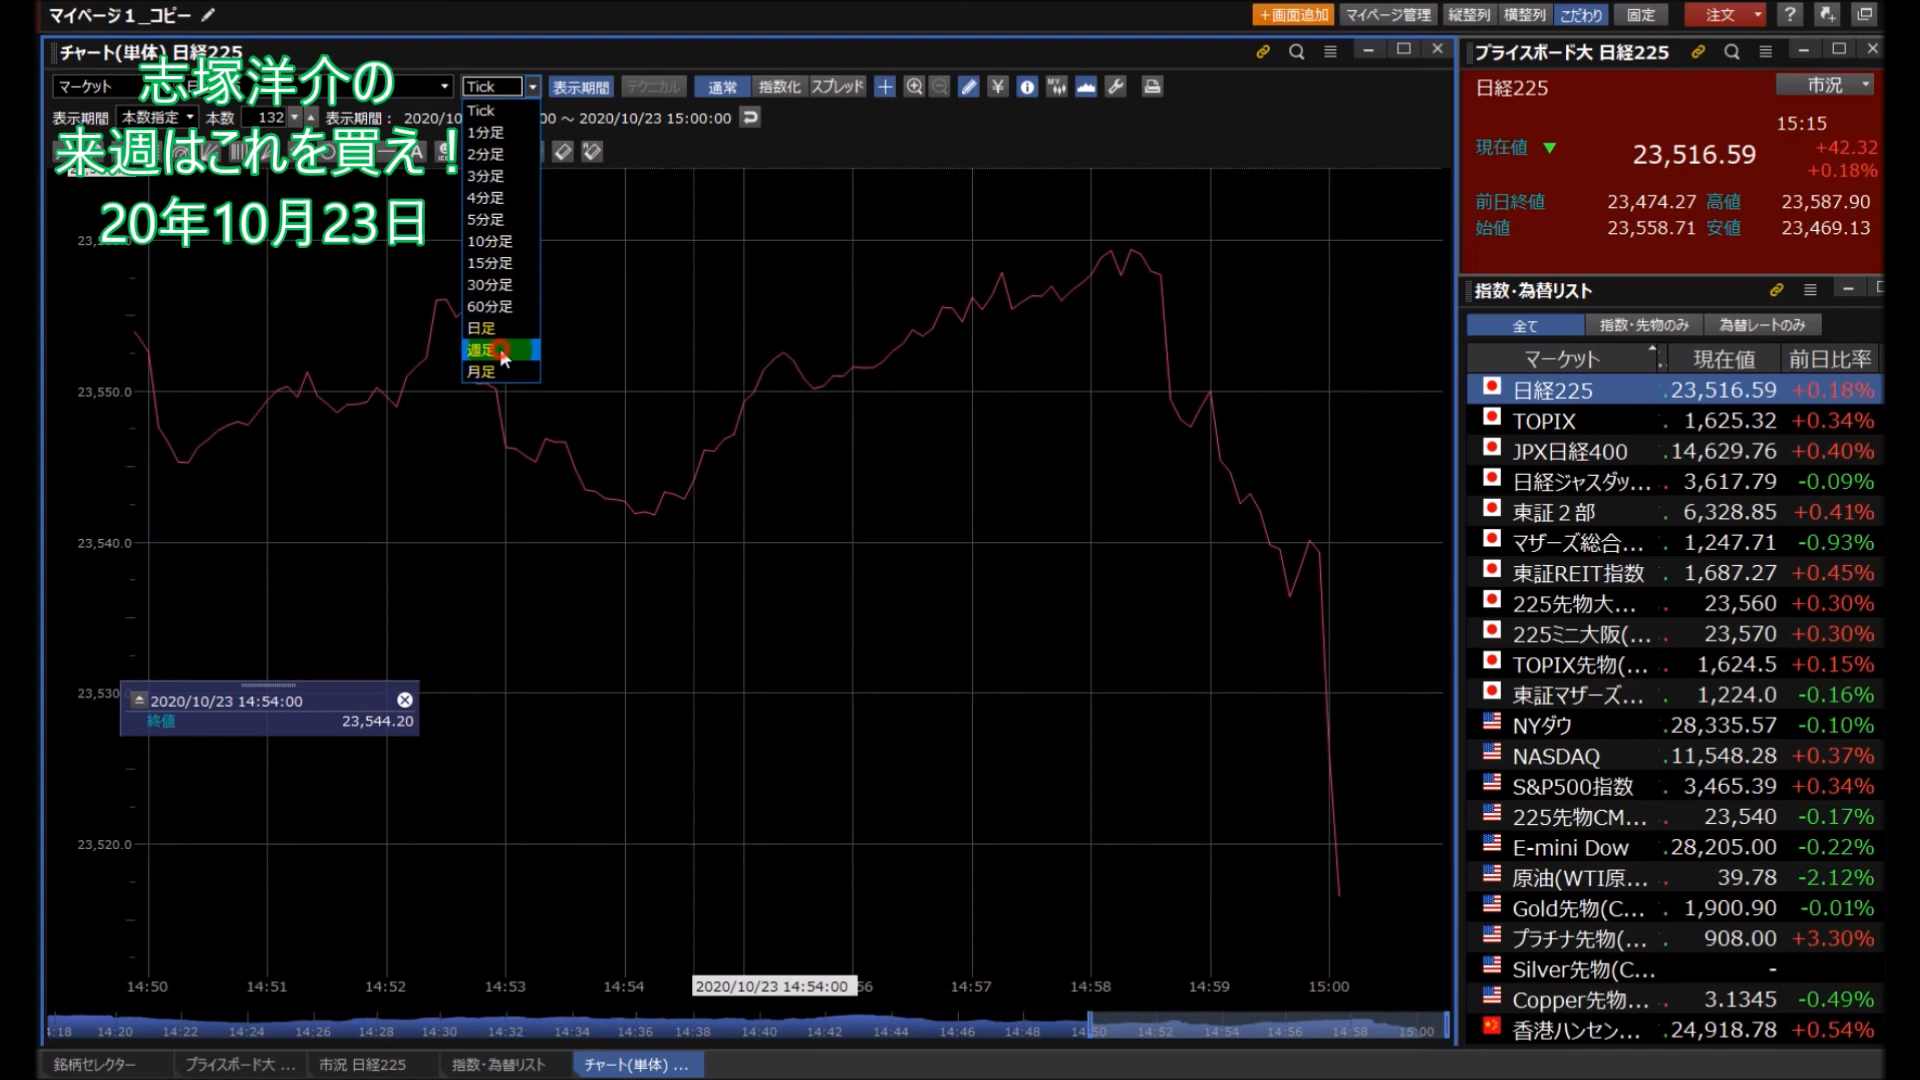 マイページ１_コピー
＋画面追加 マイページ管理 縦整列 横整列 こだわり 固定 注文 ?
チャート(単体) 日経225
マーケット
Tick
表示期間 テクニカル 通常 指数化 スプレッド
表示期間 本数指定 本数 132 表示期間： 2020/10 00 ～ 2020/10/23 15:00:00
志塚洋介の
来週はこれを買え！
20年10月23日
Tick
1分足
2分足
3分足
4分足
5分足
10分足
15分足
30分足
60分足
日足
週足
月足
23,550.0
23,540.0
23,530
23,520.0
2020/10/23 14:54:00
終値 23,544.20
14:50 14:51 14:52 14:53 14:54 2020/10/23 14:54:00 56 14:57 14:58 14:59 15:00
4:18 14:20 14:22 14:24 14:26 14:28 14:30 14:32 14:34 14:36 14:38 14:40 14:42 14:44 14:46 14:48 14:50 14:52 14:54 14:56 14:58 15:00
銘柄セレクター プライスボード大 ... 市況 日経225 指数・為替リスト チャート(単体) ...
プライスボード大 日経225
日経225 市況
15:15
現在値 ▼ 23,516.59 +42.32
+0.18%
前日終値 23,474.27 高値 23,587.90
始値 23,558.71 安値 23,469.13
指数・為替リスト
全て 指数・先物のみ 為替レートのみ
マーケット 現在値 前日比率
日経225 23,516.59 +0.18%
TOPIX 1,625.32 +0.34%
JPX日経400 14,629.76 +0.40%
日経ジャスダッ... 3,617.79 -0.09%
東証２部 6,328.85 +0.41%
マザーズ総合... 1,247.71 -0.93%
東証REIT指数 1,687.27 +0.45%
225先物大... 23,560 +0.30%
225ミニ大阪(... 23,570 +0.30%
TOPIX先物(... 1,624.5 +0.15%
東証マザーズ... 1,224.0 -0.16%
NYダウ 28,335.57 -0.10%
NASDAQ 11,548.28 +0.37%
S&P500指数 3,465.39 +0.34%
225先物CM... 23,540 -0.17%
E-mini Dow 28,205.00 -0.22%
原油(WTI原... 39.78 -2.12%
Gold先物(C... 1,900.90 -0.01%
プラチナ先物(... 908.00 +3.30%
Silver先物(C... -
Copper先物... 3.1345 -0.49%
香港ハンセン... 24,918.78 +0.54%